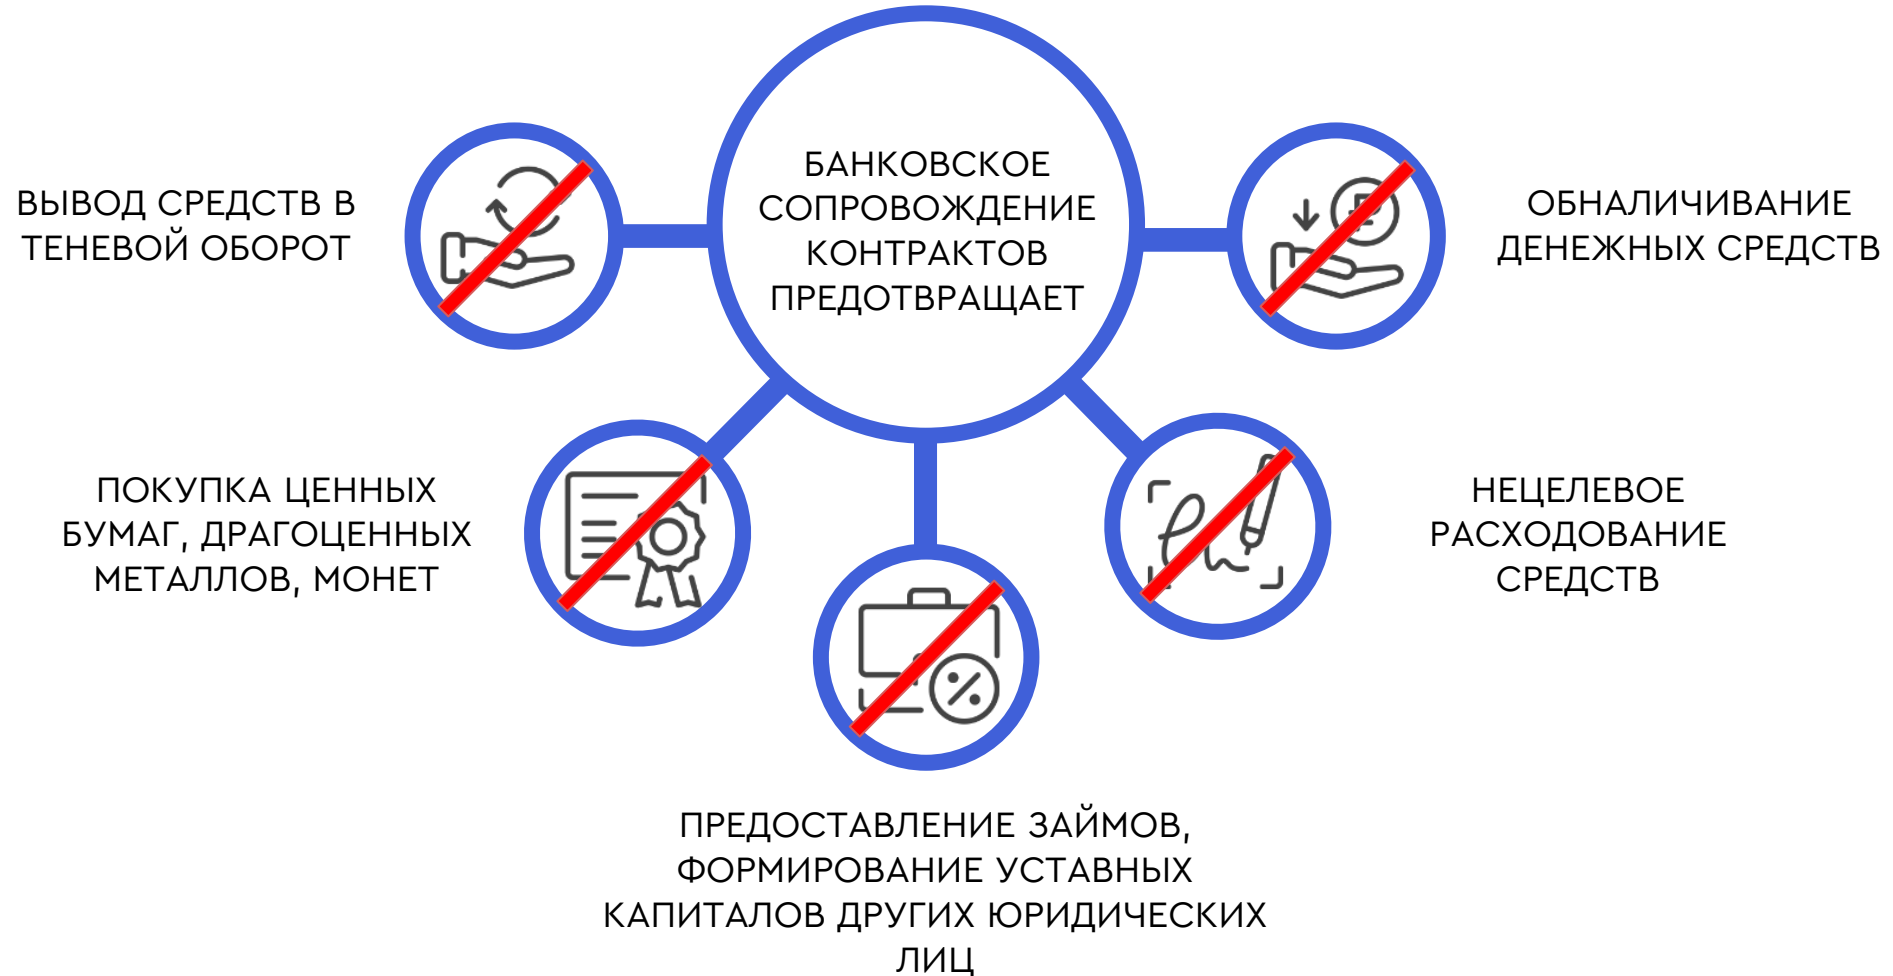 БАНКОВСКОЕ
СОПРОВОЖДЕНИЕ
КОНТРАКТОВ
ПРЕДОТВРАЩАЕТ
ВЫВОД СРЕДСТВ В
ТЕНЕВОЙ ОБОРОТ
ОБНАЛИЧИВАНИЕ
ДЕНЕЖНЫХ СРЕДСТВ
ПОКУПКА ЦЕННЫХ
БУМАГ, ДРАГОЦЕННЫХ
МЕТАЛЛОВ, МОНЕТ
НЕЦЕЛЕВОЕ
РАСХОДОВАНИЕ
СРЕДСТВ
ПРЕДОСТАВЛЕНИЕ ЗАЙМОВ,
ФОРМИРОВАНИЕ УСТАВНЫХ
КАПИТАЛОВ ДРУГИХ ЮРИДИЧЕСКИХ
ЛИЦ